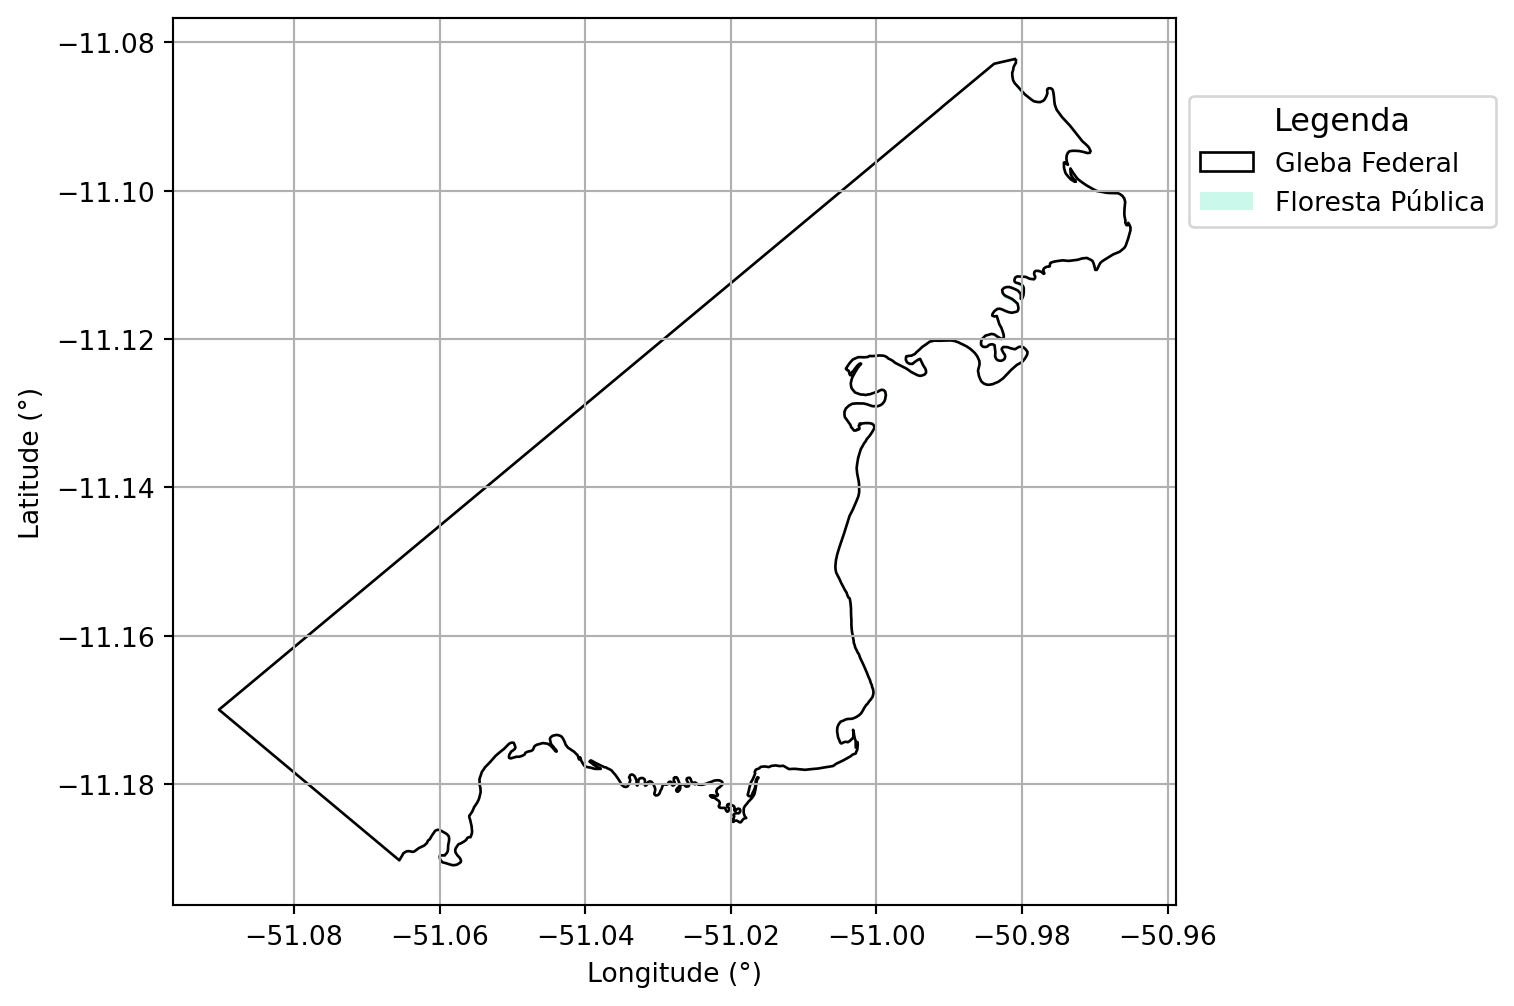 −11.08
−11.10
−11.12
−11.14
−11.16
−11.18
Latitude (°)
−51.08 −51.06 −51.04 −51.02 −51.00 −50.98 −50.96
Longitude (°)
Legenda
Gleba Federal
Floresta Pública